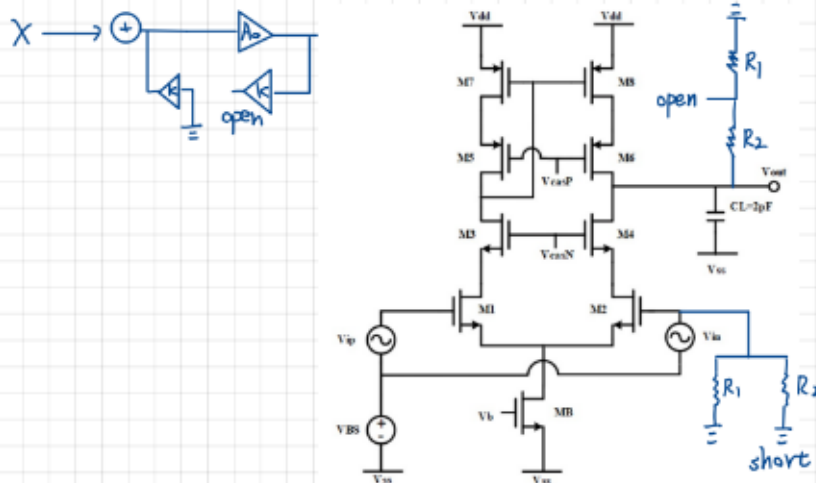 X
+
A₀
K
K
open
Vdd
Vdd
R₁
M7
M8
open
R₂
M5
M6
VcasP
Vout
CL=2pF
M3
M4
VcasN
Vss
M1
M2
Vip
Vin
R₁
R₂
Vb
MB
VBS
short
Vss
Vss